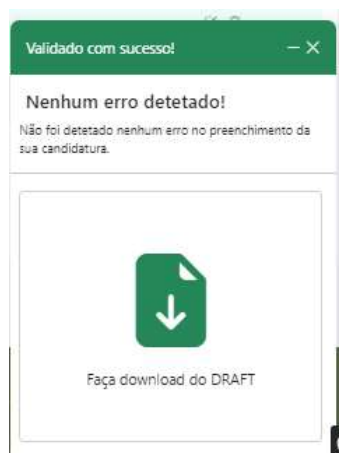 Validado com sucesso!
Nenhum erro detetado!
Não foi detetado nenhum erro no preenchimento da
sua candidatura.
Faça download do DRAFT